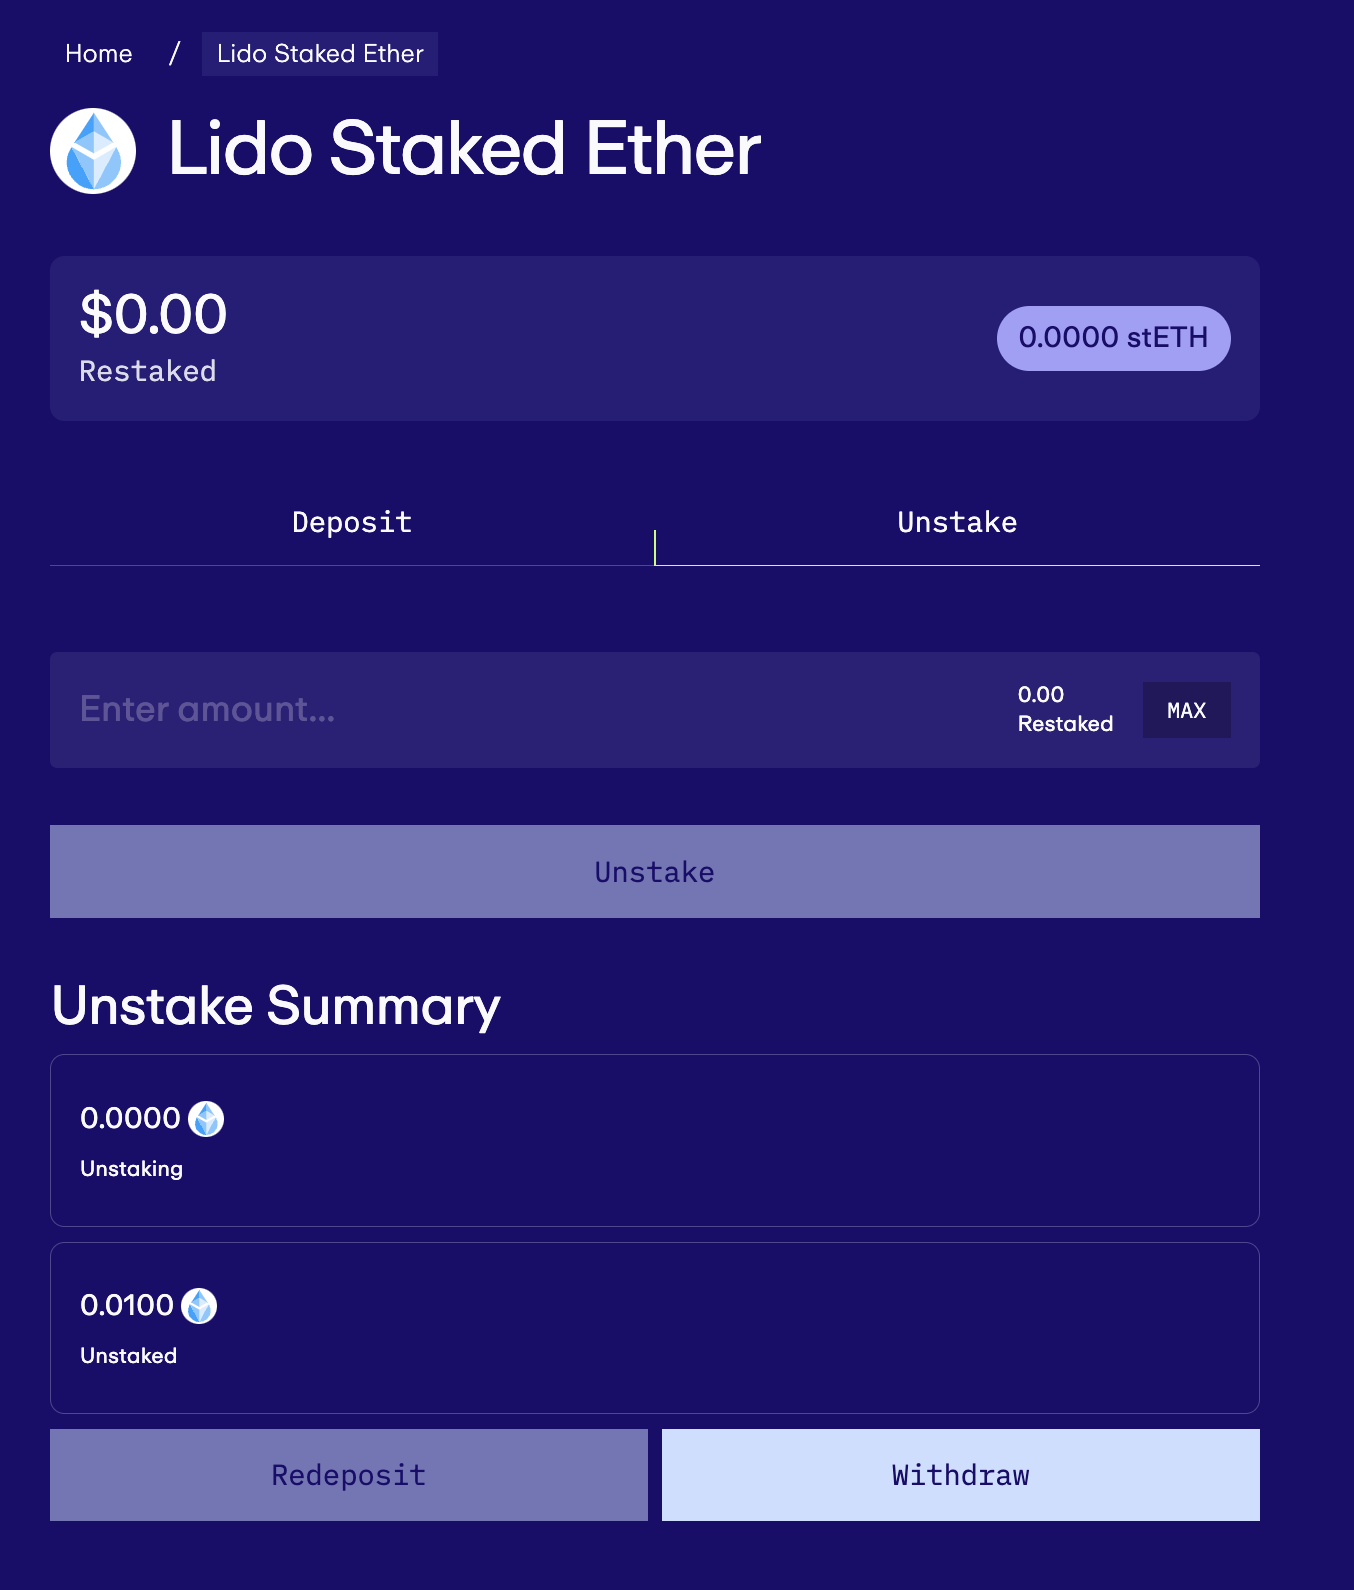 Home / Lido Staked Ether
Lido Staked Ether
$0.00
Restaked
0.0000 stETH
Deposit
Unstake
Enter amount...
0.00
Restaked
MAX
Unstake
Unstake Summary
0.0000
Unstaking
0.0100
Unstaked
Redeposit
Withdraw